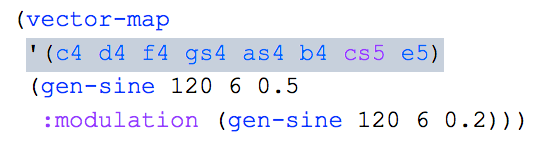 (vector-map
'(c4 d4 f4 gs4 as4 b4 cs5 e5)
(gen-sine 120 6 0.5
:modulation (gen-sine 120 6 0.2)))